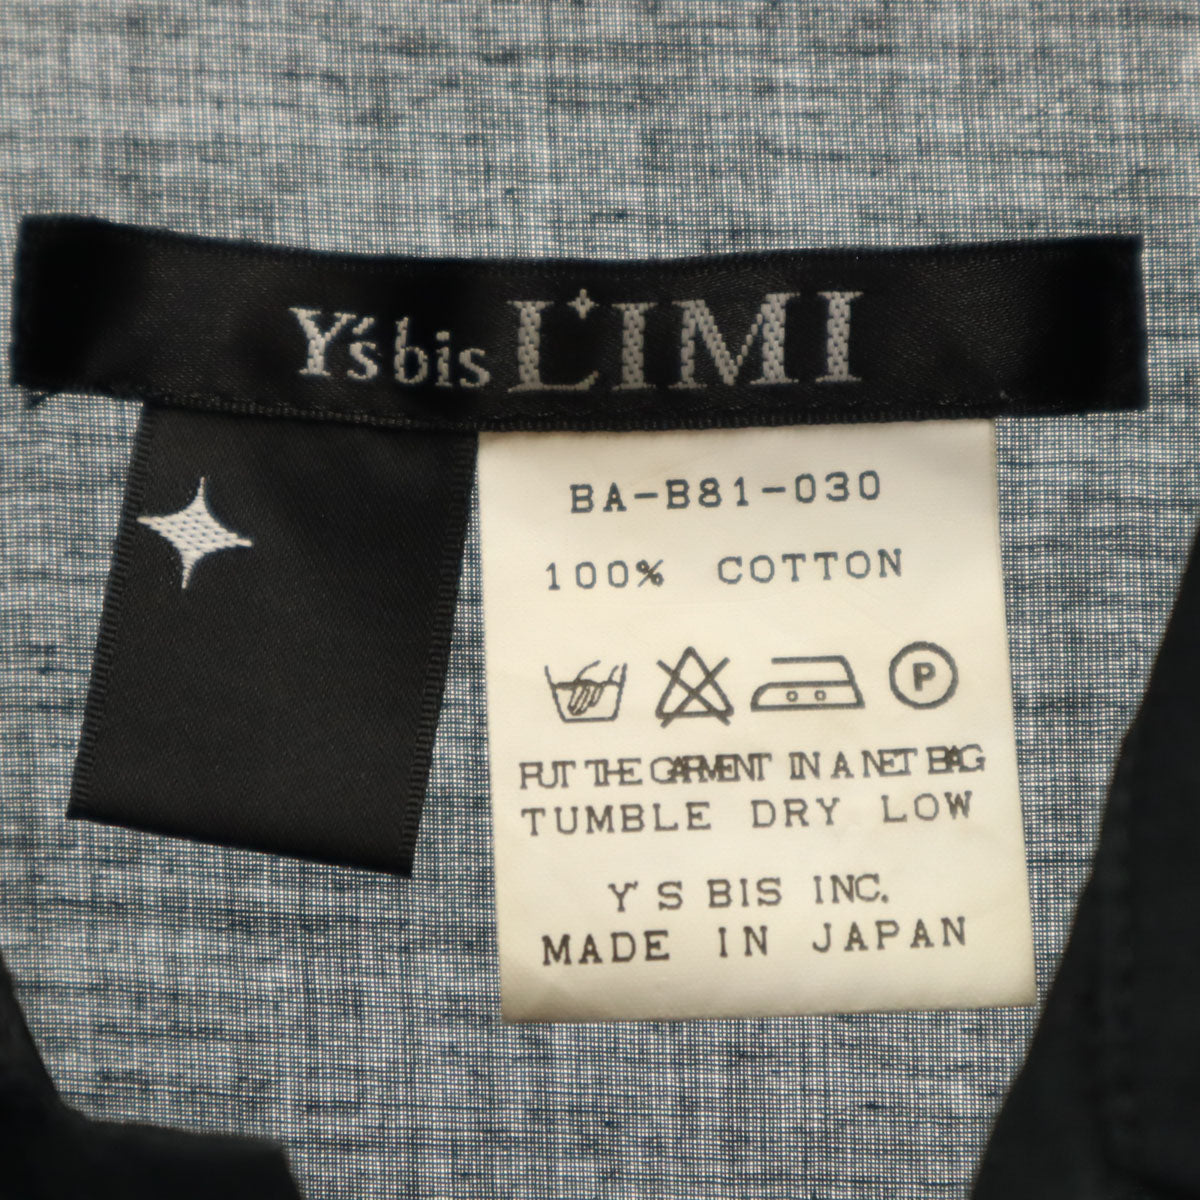 Y's bis L'IMI
BA-B81-030
100% COTTON
P
PUT THE GARMENT IN A NET BAG
TUMBLE DRY LOW
Y'S BIS INC.
MADE IN JAPAN